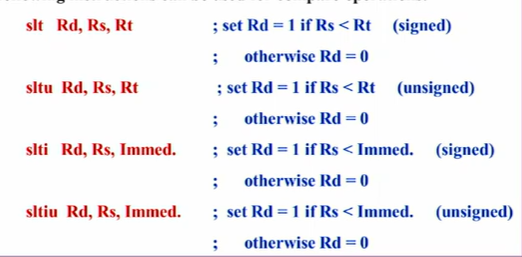 slt Rd, Rs, Rt ; set Rd = 1 if Rs < Rt (signed)
; otherwise Rd = 0
sltu Rd, Rs, Rt ; set Rd = 1 if Rs < Rt (unsigned)
; otherwise Rd = 0
slti Rd, Rs, Immed. ; set Rd = 1 if Rs < Immed. (signed)
; otherwise Rd = 0
sltiu Rd, Rs, Immed. ; set Rd = 1 if Rs < Immed. (unsigned)
; otherwise Rd = 0